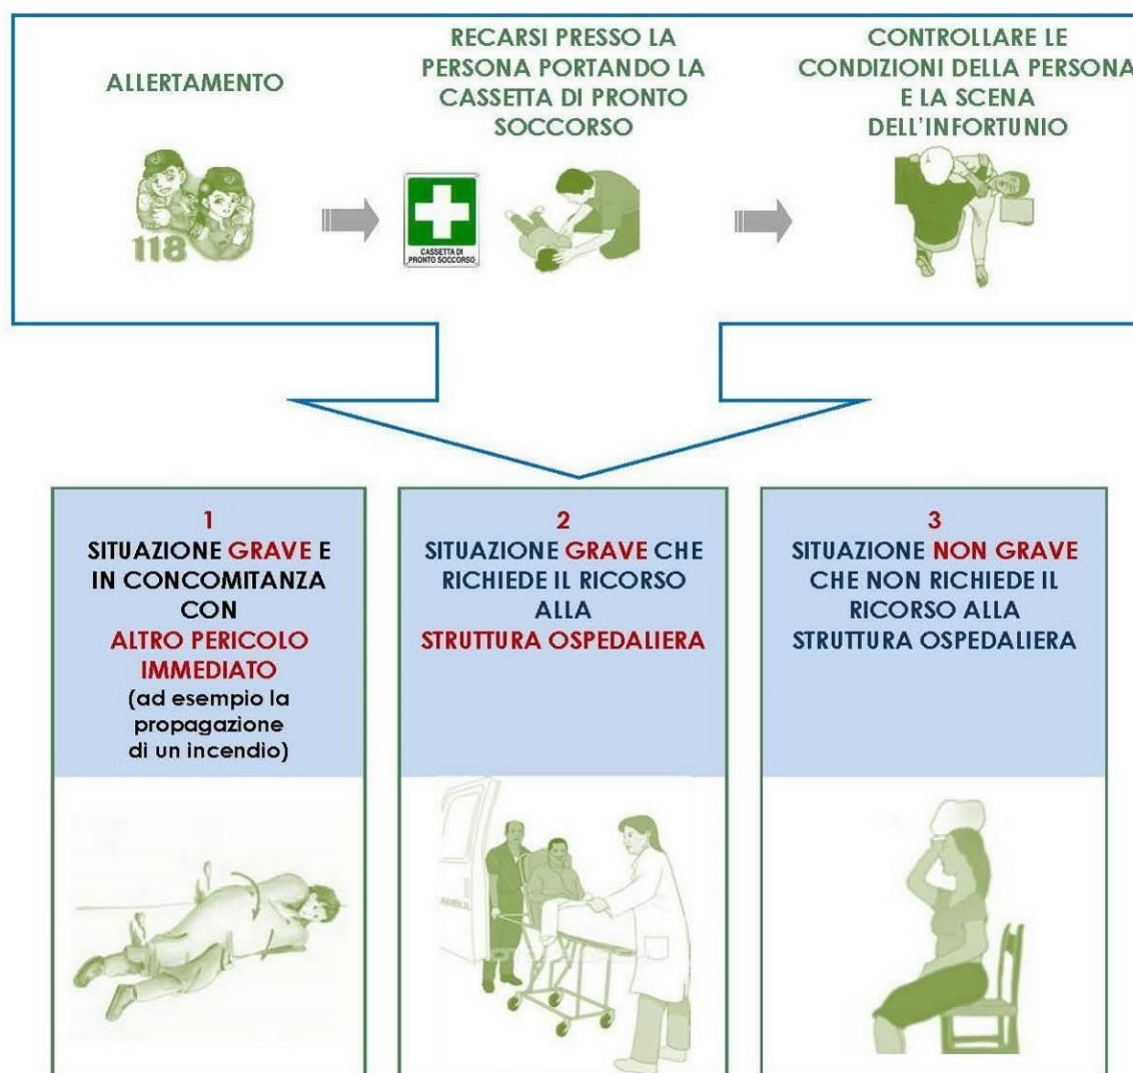 ALLERTAMENTO
118
RECARSI PRESSO LA
PERSONA PORTANDO LA
CASSETTA DI PRONTO
SOCCORSO
CASSETTA DI
PRONTO SOCCORSO
CONTROLLARE LE
CONDIZIONI DELLA PERSONA
E LA SCENA
DELL'INFORTUNIO
1
SITUAZIONE GRAVE E
IN CONCOMITANZA
CON
ALTRO PERICOLO
IMMEDIATO
(ad esempio la
propagazione
di un incendio)
2
SITUAZIONE GRAVE CHE
RICHIEDE IL RICORSO
ALLA
STRUTTURA OSPEDALIERA
3
SITUAZIONE NON GRAVE
CHE NON RICHIEDE IL
RICORSO ALLA
STRUTTURA OSPEDALIERA